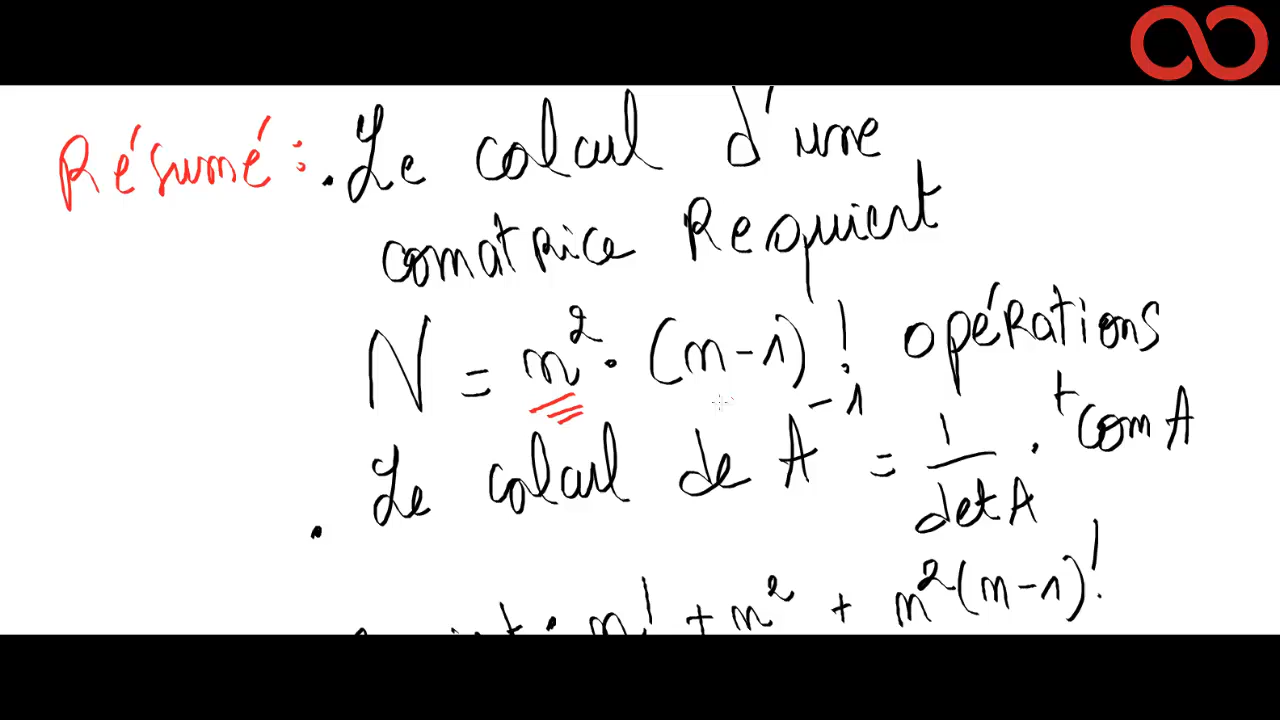 Résumé : . Le calcul d'une
comatrice Requiert
N = n² . (n-1)! opérations
. Le calcul de A⁻¹ = 1/detA . ᵗcom A
n! + n² + n²(n-1)!